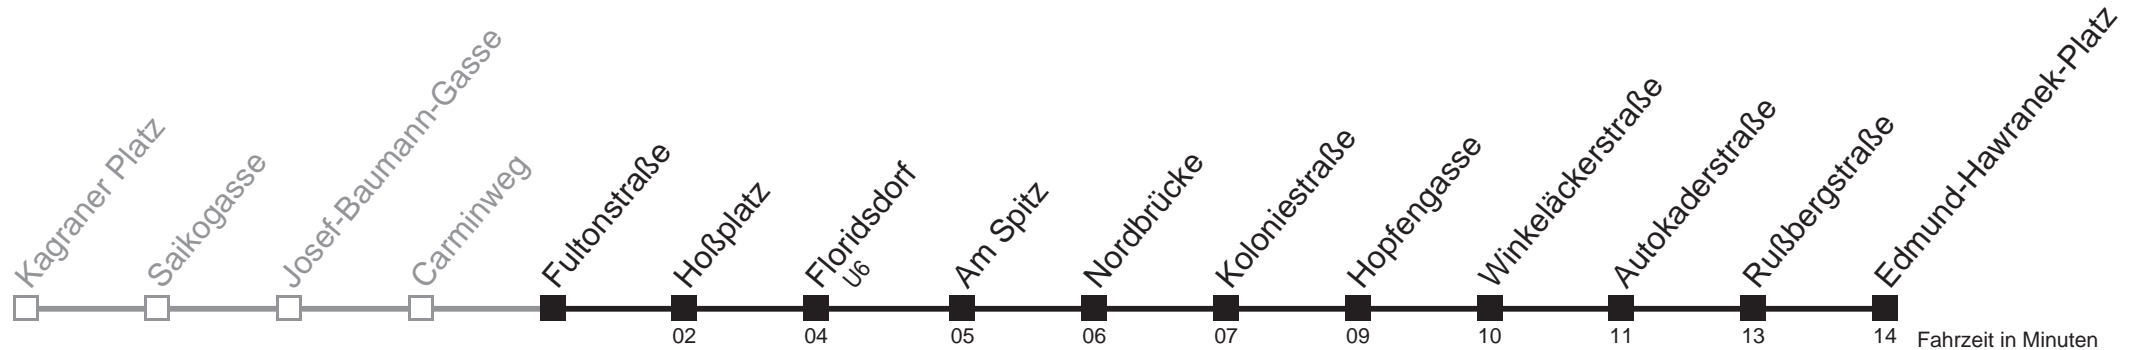 Kagraner Platz
Saikogasse
Josef-Baumann-Gasse
Carminweg
Fultonstraße
Hoßplatz
Floridsdorf
U6
Am Spitz
Nordbrücke
Koloniestraße
Hopfengasse
Winkeläckerstraße
Autokaderstraße
Rußbergstraße
Edmund-Hawranek-Platz
02 04 05 06 07 09 10 11 13 14 Fahrzeit in Minuten